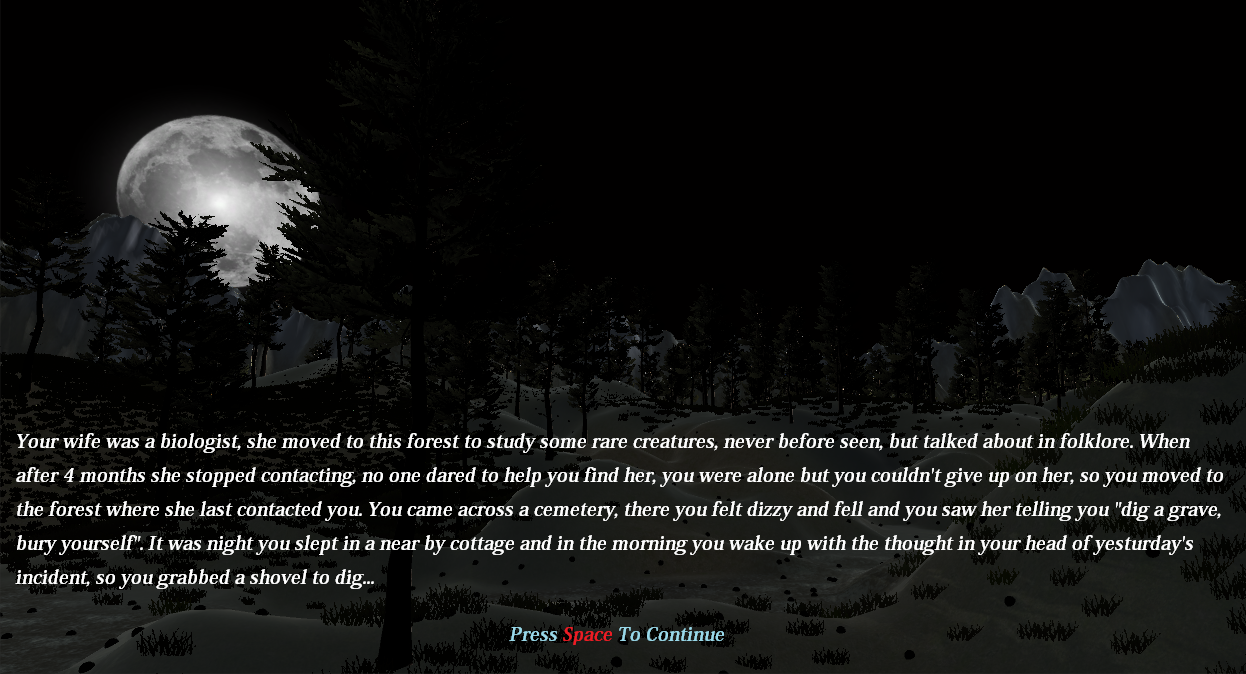 Your wife was a biologist, she moved to this forest to study some rare creatures, never before seen, but talked about in folklore. When
after 4 months she stopped contacting, no one dared to help you find her, you were alone but you couldn't give up on her, so you moved to
the forest where she last contacted you. You came across a cemetery, there you felt dizzy and fell and you saw her telling you "dig a grave,
bury yourself". It was night you slept in a near by cottage and in the morning you wake up with the thought in your head of yesturday's
incident, so you grabbed a shovel to dig...
Press Space To Continue